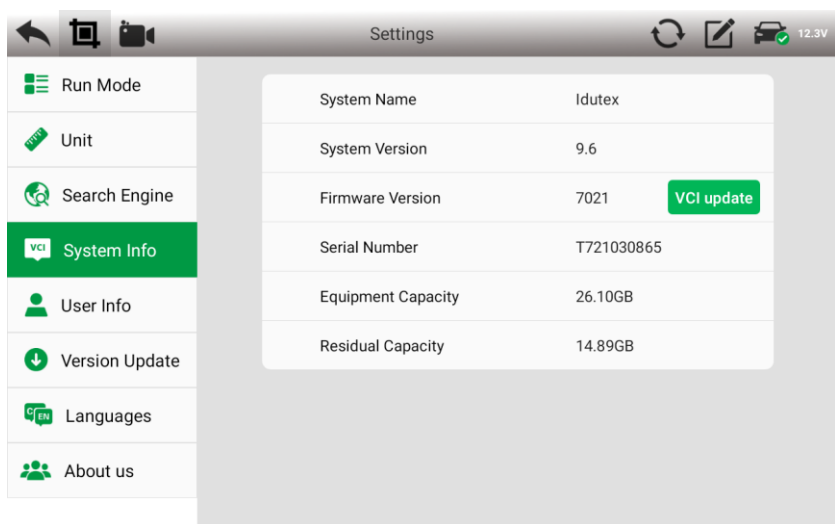 Settings
12.3V
Run Mode
Unit
Search Engine
VCI System Info
User Info
Version Update
C EN Languages
About us
System Name Idutex
System Version 9.6
Firmware Version 7021 VCI update
Serial Number T721030865
Equipment Capacity 26.10GB
Residual Capacity 14.89GB